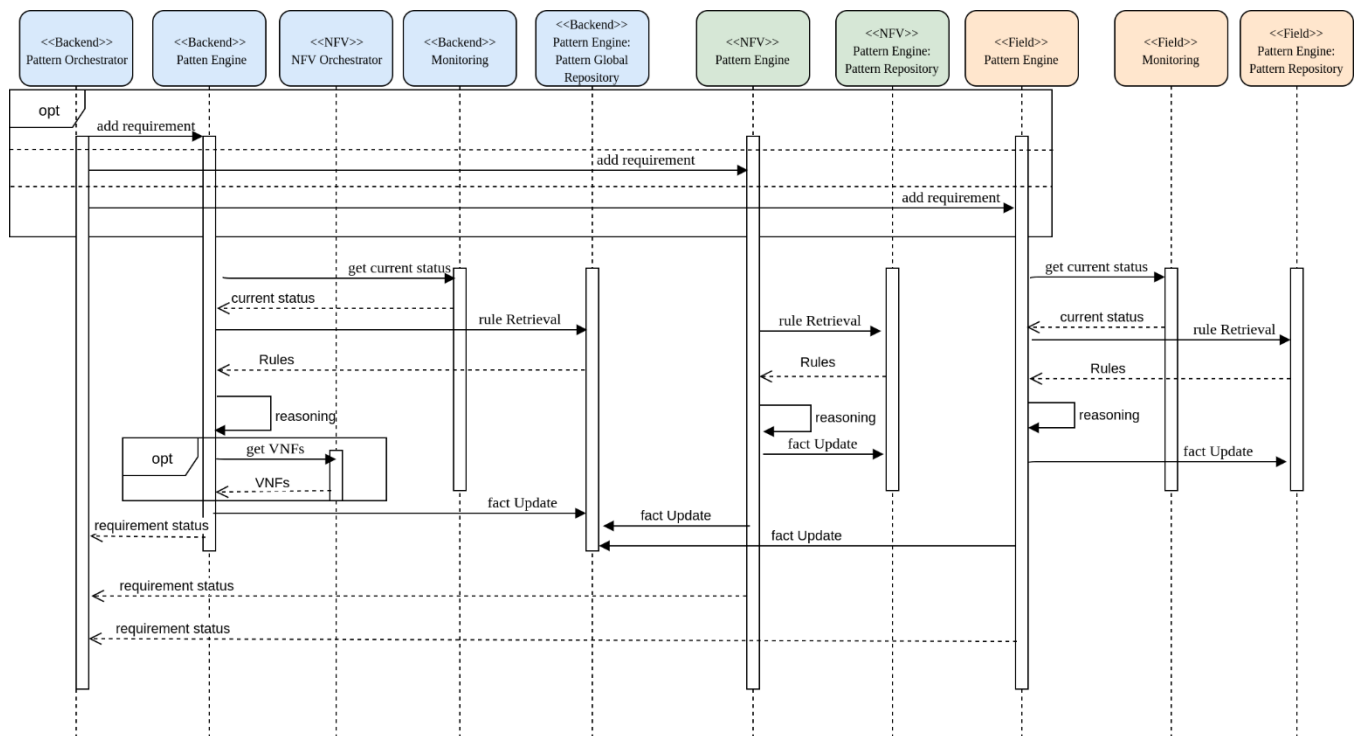 <<Backend>>
Pattern Orchestrator
<<Backend>>
Patten Engine
<<NFV>>
NFV Orchestrator
<<Backend>>
Monitoring
<<Backend>>
Pattern Engine:
Pattern Global
Repository
<<NFV>>
Pattern Engine
<<NFV>>
Pattern Engine:
Pattern Repository
<<Field>>
Pattern Engine
<<Field>>
Monitoring
<<Field>>
Pattern Engine:
Pattern Repository
opt
add requirement
add requirement
add requirement
get current status
get current status
current status
current status
rule Retrieval
rule Retrieval
rule Retrieval
Rules
Rules
Rules
reasoning
reasoning
reasoning
opt
get VNFs
fact Update
fact Update
VNFs
fact Update
fact Update
requirement status
fact Update
requirement status
requirement status